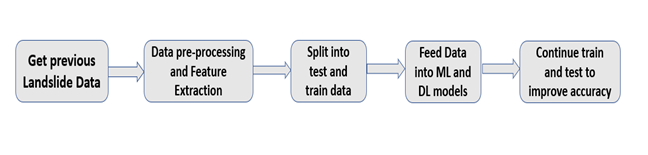 Get previous
Landslide Data
Data pre-processing
and Feature
Extraction
Split into
test and
train data
Feed Data
into ML and
DL models
Continue train
and test to
improve accuracy